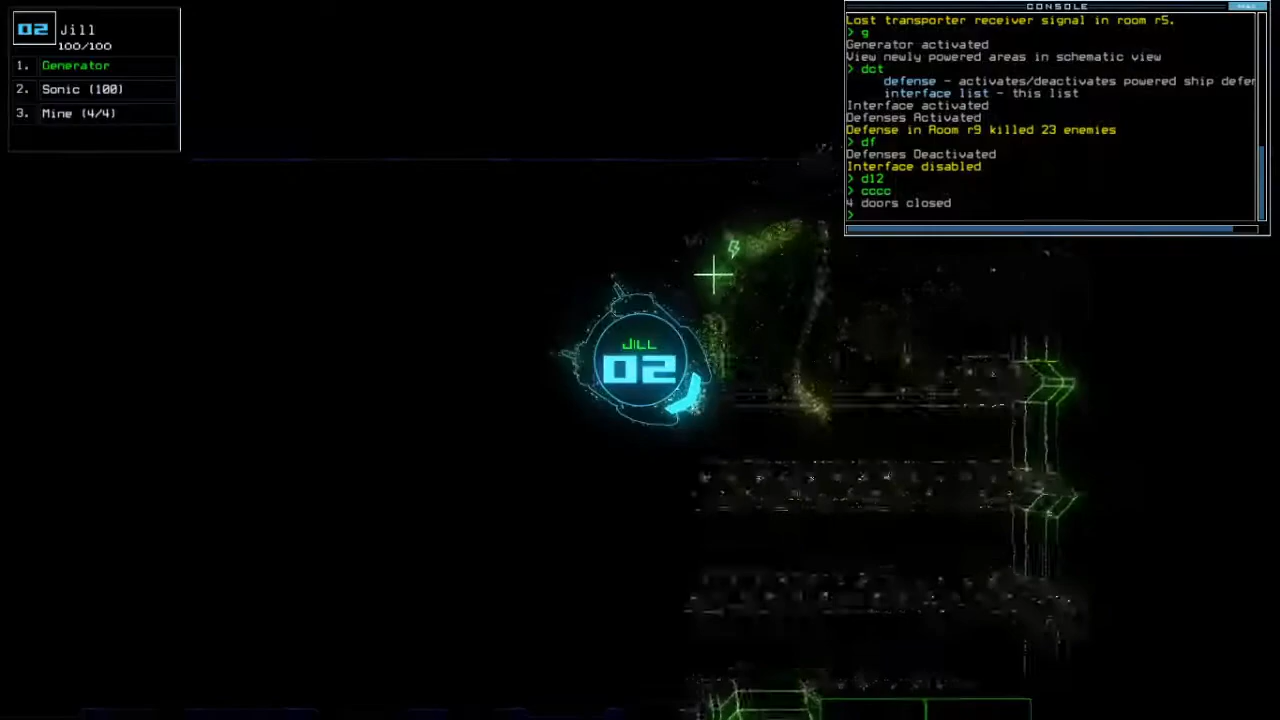 02 Jill
100/100
1. Generator
2. Sonic (100)
3. Mine (4/4)
CONSOLE
Lost transporter receiver signal in room r5.
> g
Generator activated
View newly powered areas in schematic view
> dct
defense - activates/deactivates powered ship defer
interface list - this list
Interface activated
Defenses Activated
Defense in Room r9 killed 23 enemies
> df
Defenses Deactivated
Interface disabled
> d12
> cccc
4 doors closed
>
JILL
02